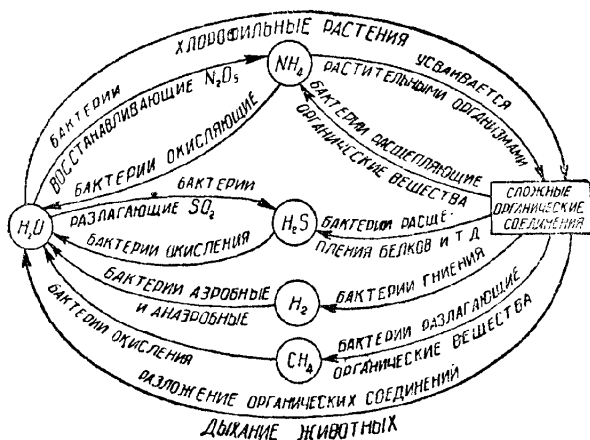 ХЛОРОФИЛЬНЫЕ РАСТЕНИЯ
УСВАИВАЕТСЯ
РАСТИТЕЛЬНЫМИ ОРГАНИЗМАМИ
NH₄
БАКТЕРИИ
ВОССТАНАВЛИВАЮЩИЕ N₂O₅
БАКТЕРИИ ОКИСЛЯЮЩИЕ
БАКТЕРИИ РАСЩЕПЛЯЮЩИЕ
ОРГАНИЧЕСКИЕ ВЕЩЕСТВА
СЛОЖНЫЕ
ОРГАНИЧЕСКИЕ
СОЕДИНЕНИЯ
H₂O
БАКТЕРИИ
РАЗЛАГАЮЩИЕ SO₂
H₂S
БАКТЕРИИ ОКИСЛЕНИЯ
БАКТЕРИИ РАСЩЕ-
ПЛЕНИЯ БЕЛКОВ И Т Д
БАКТЕРИИ АЭРОБНЫЕ
И АНАЭРОБНЫЕ
H₂
БАКТЕРИИ ГНИЕНИЯ
БАКТЕРИИ ОКИСЛЕНИЯ
CH₄
БАКТЕРИИ РАЗЛАГАЮЩИЕ
ОРГАНИЧЕСКИЕ ВЕЩЕСТВА
РАЗЛОЖЕНИЕ ОРГАНИЧЕСКИХ СОЕДИНЕНИЙ
ДЫХАНИЕ ЖИВОТНЫХ